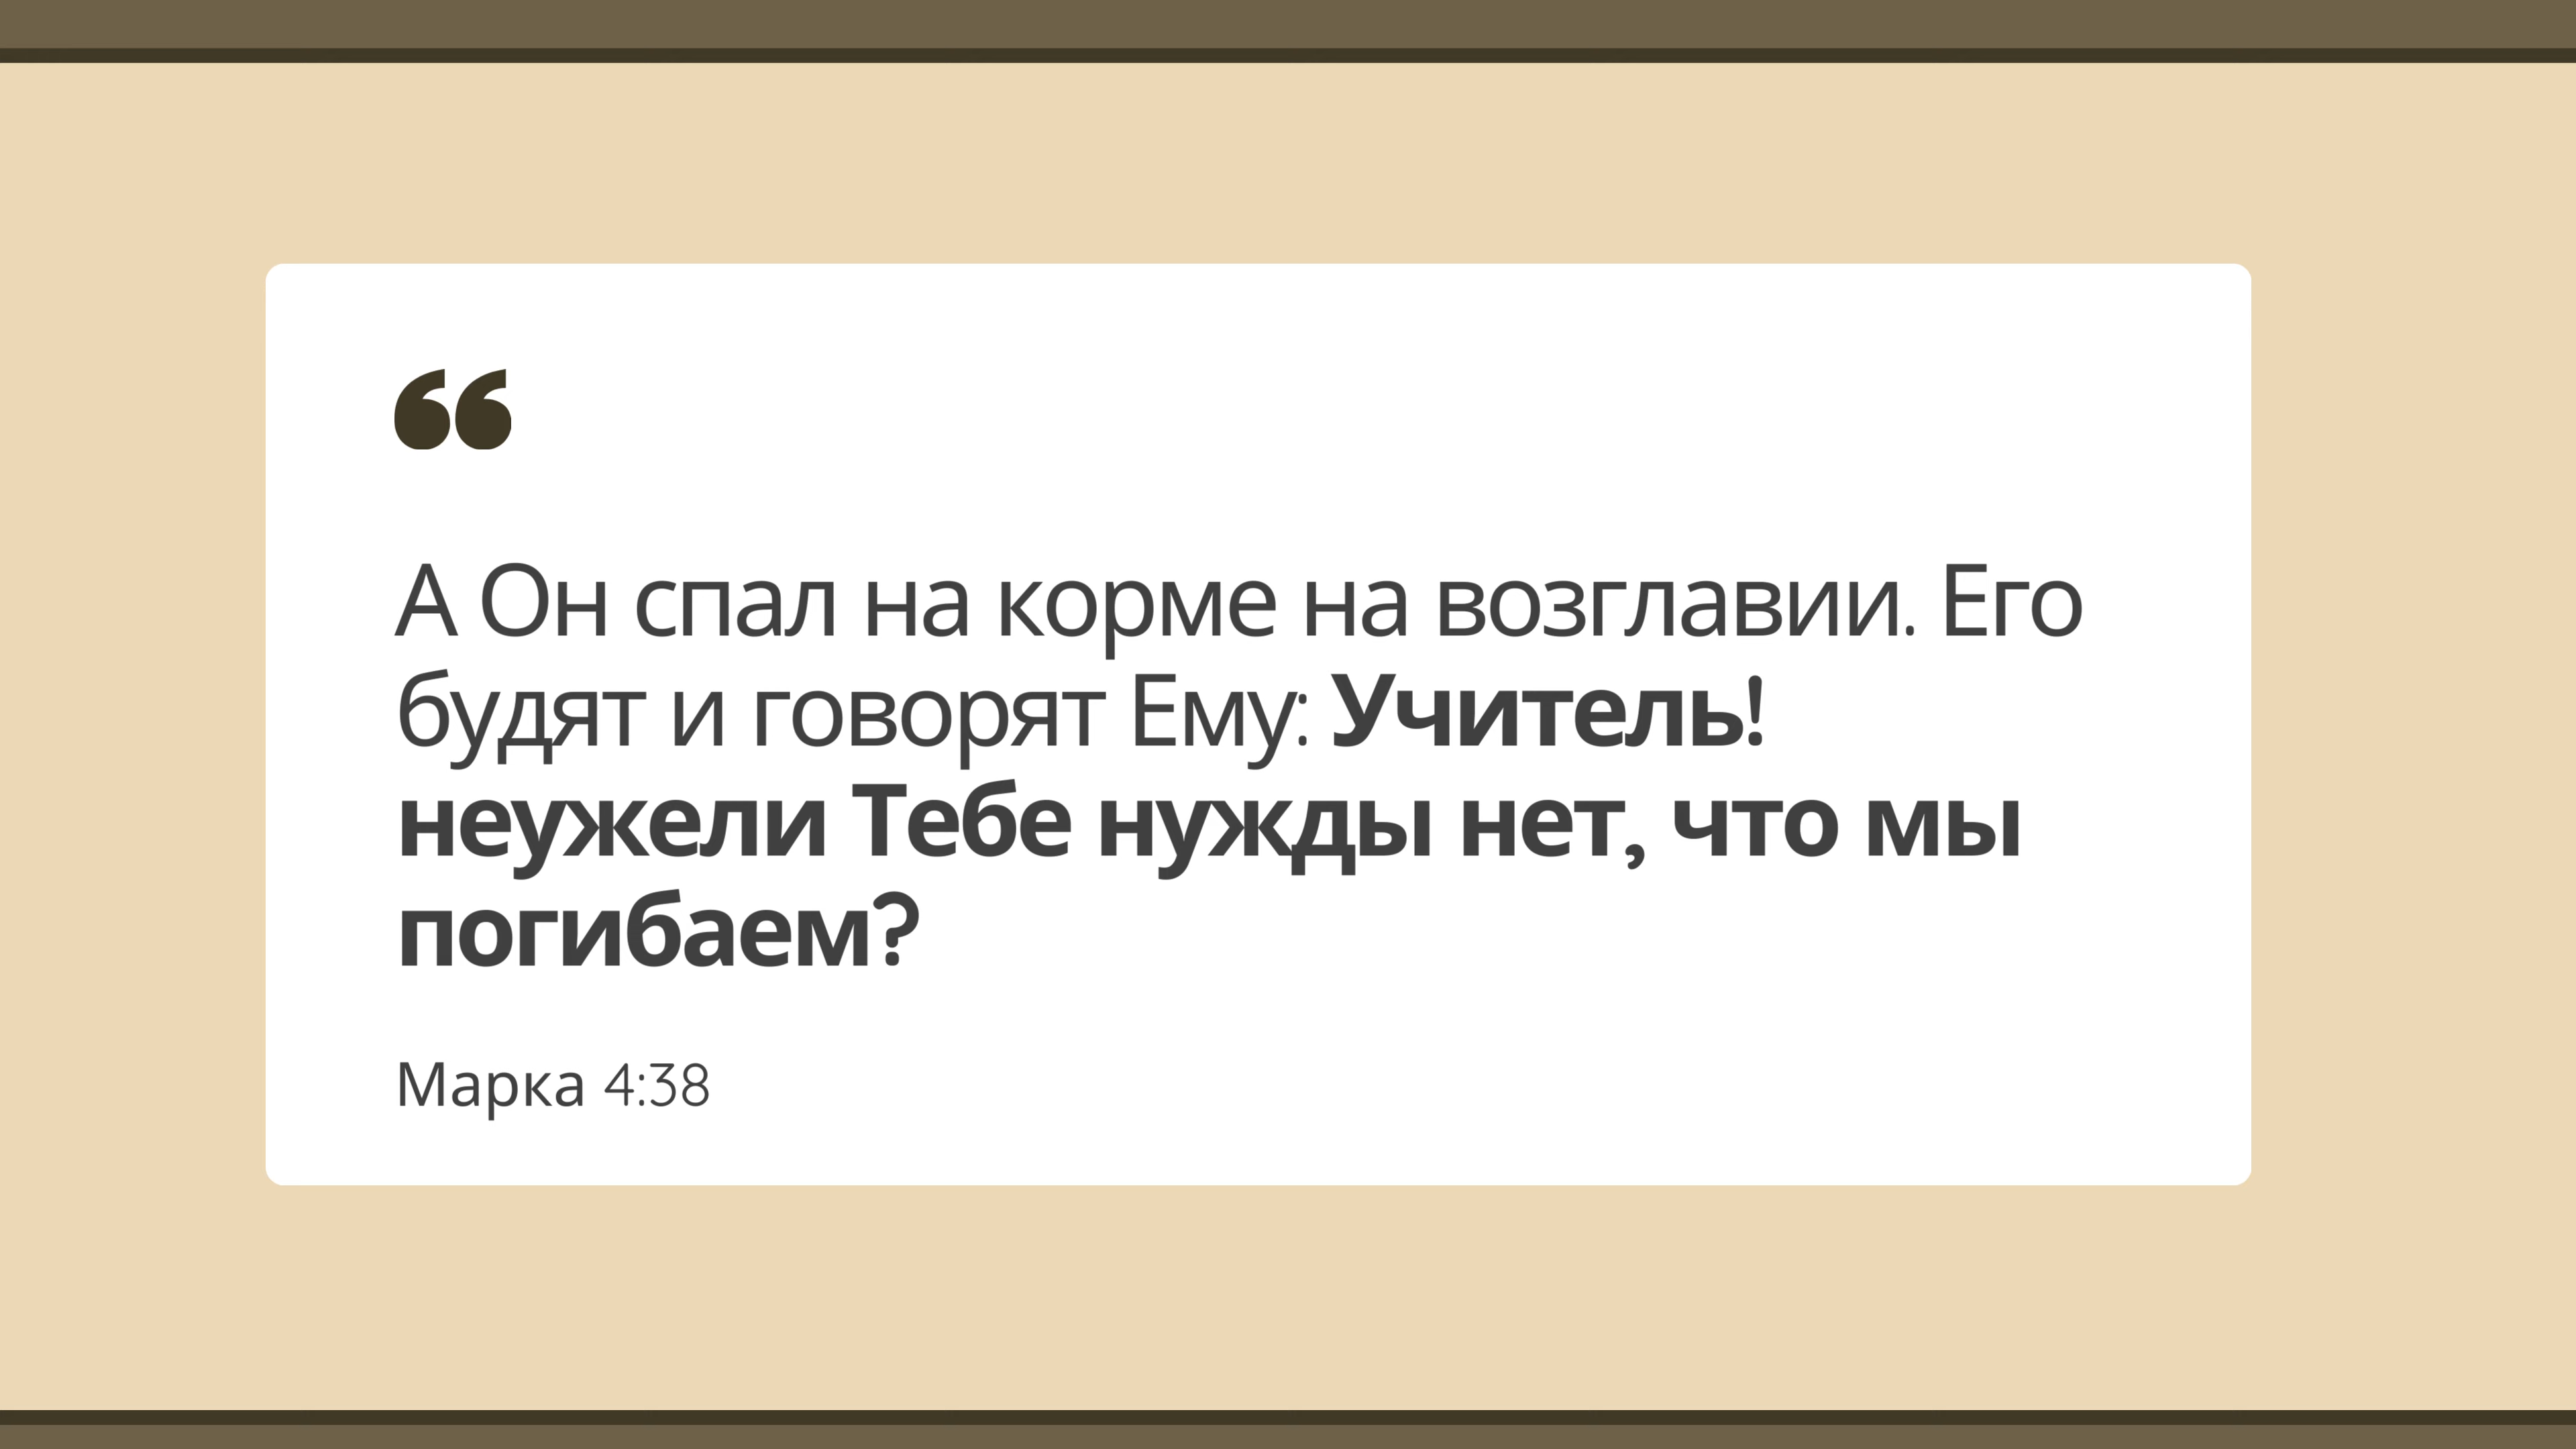 “
А Он спал на корме на возглавии. Его
будят и говорят Ему: Учитель!
неужели Тебе нужды нет, что мы
погибаем?
Марка 4:38